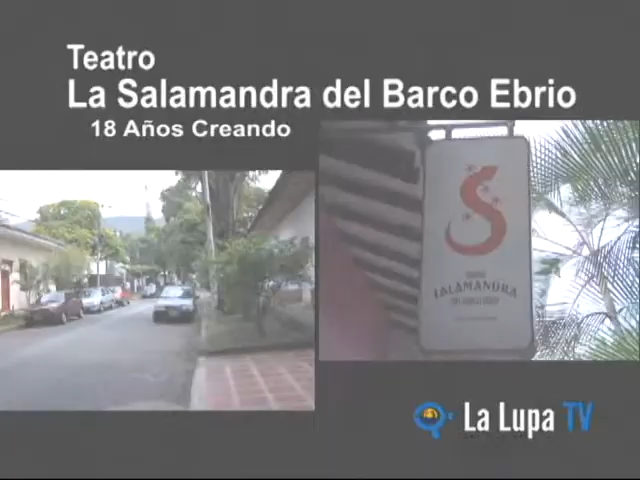 Teatro
La Salamandra del Barco Ebrio
18 Años Creando
SALAMANDRA
La Lupa TV